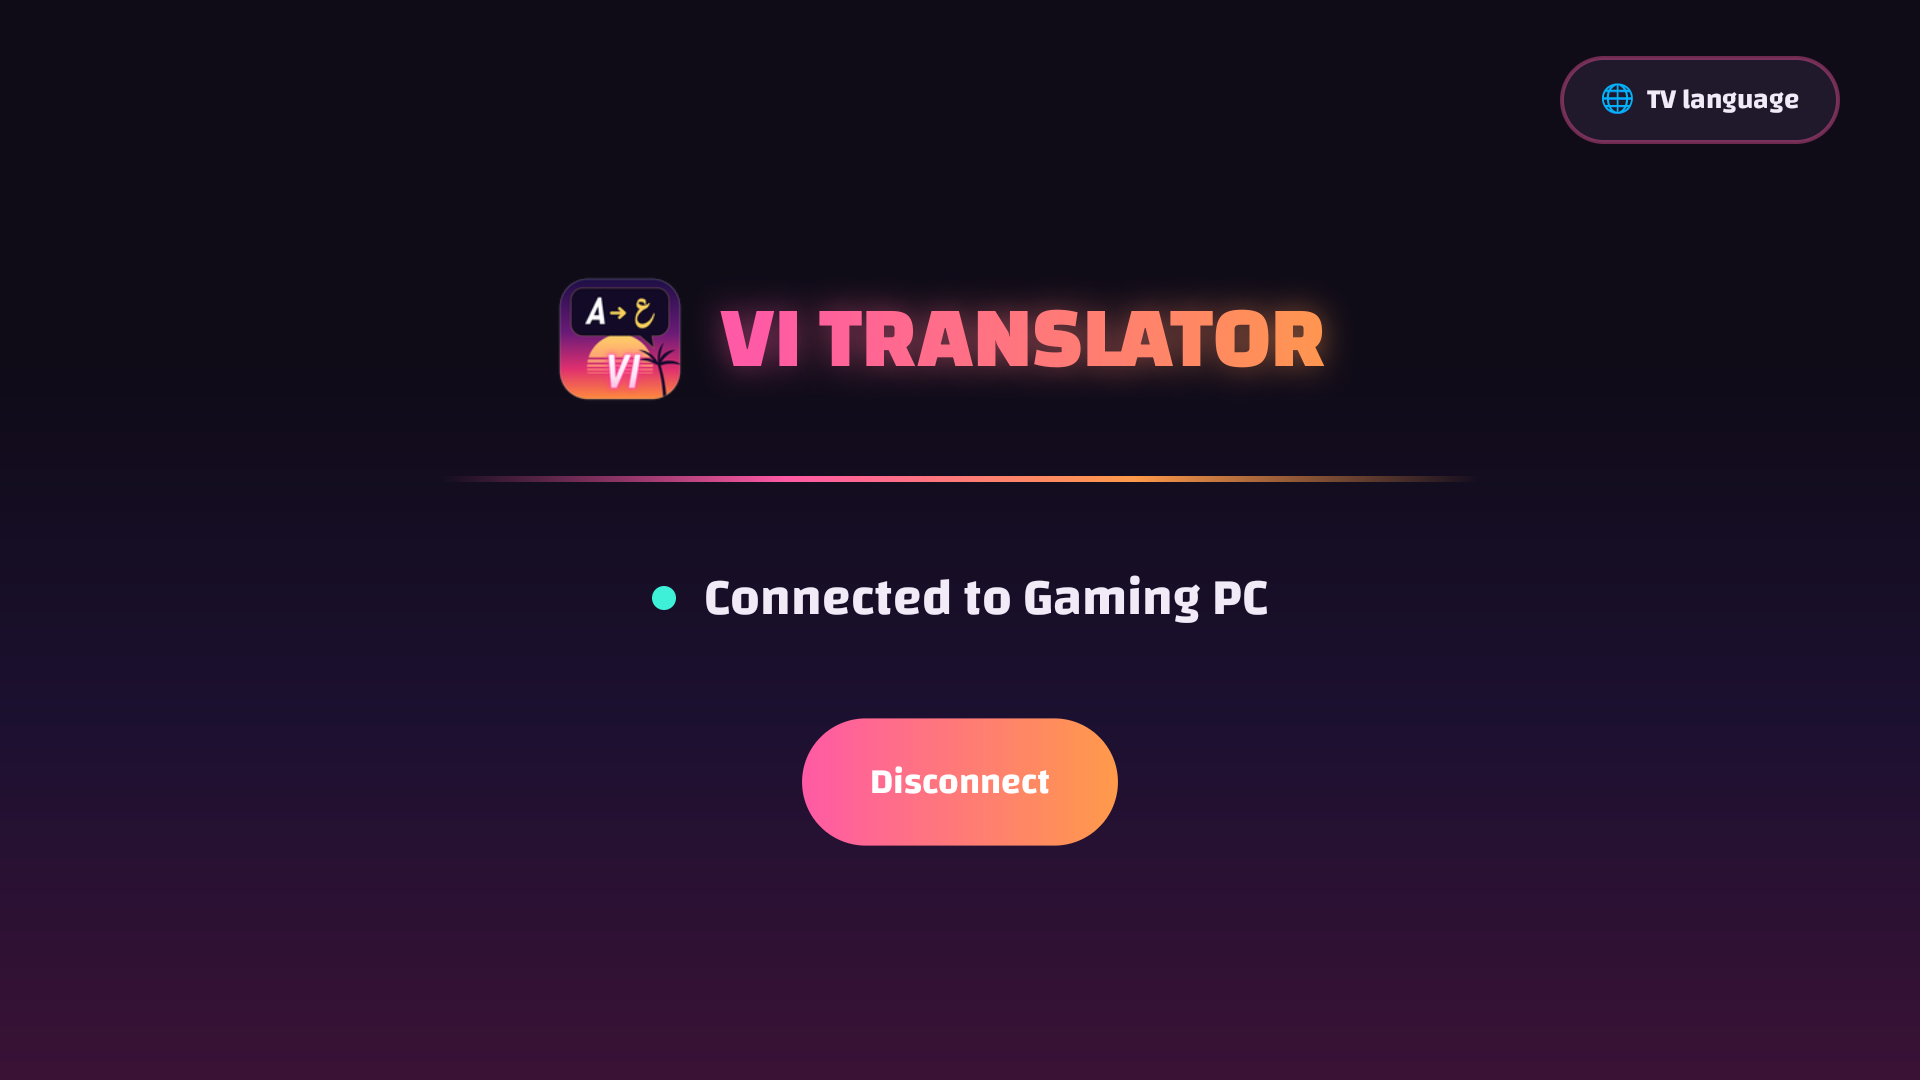 TV language
A→ع
VI
VI TRANSLATOR
Connected to Gaming PC
Disconnect